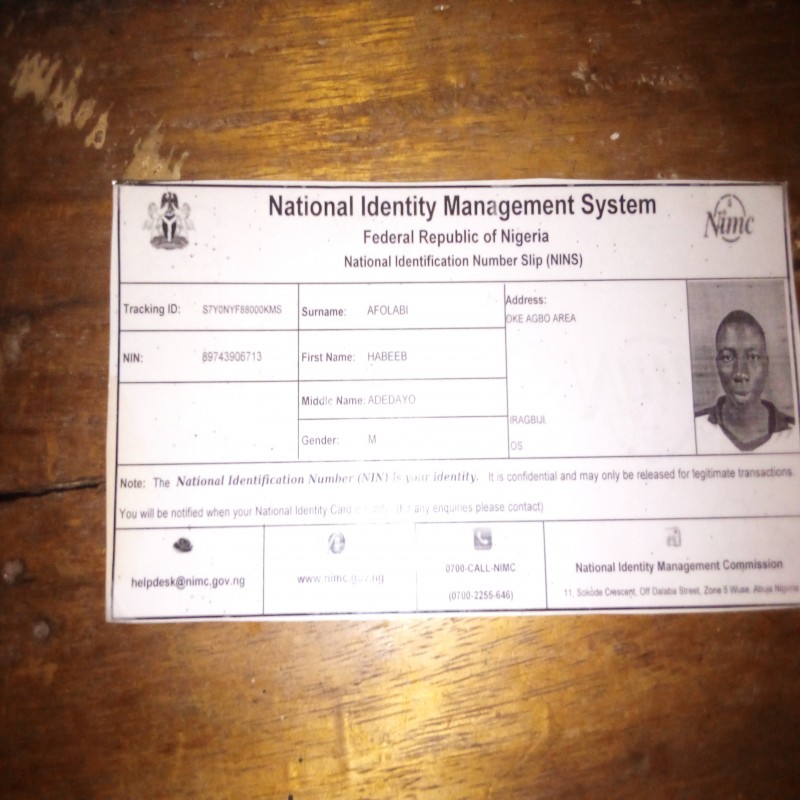 National Identity Management System
Federal Republic of Nigeria
National Identification Number Slip (NINS)
Nimc
Tracking ID: S7Y0NYF88000KMS
Surname: AFOLABI
Address:
OKE AGBO AREA
NIN: 89743906713
First Name: HABEEB
Middle Name: ADEDAYO
IRAGBIJI
Gender: M
OS
Note: The National Identification Number (NIN) is your identity. It is confidential and may only be released for legitimate transactions.
You will be notified when your National Identity Card any enquiries please contact)
helpdesk@nimc.gov.ng
www.nimc.gov.ng
0700-CALL-NIMC
(0700-2255-646)
National Identity Management Commission
11, Sokode Crescent, Off Dalaba Street, Zone 5 Wuse, Abuja Nigeria